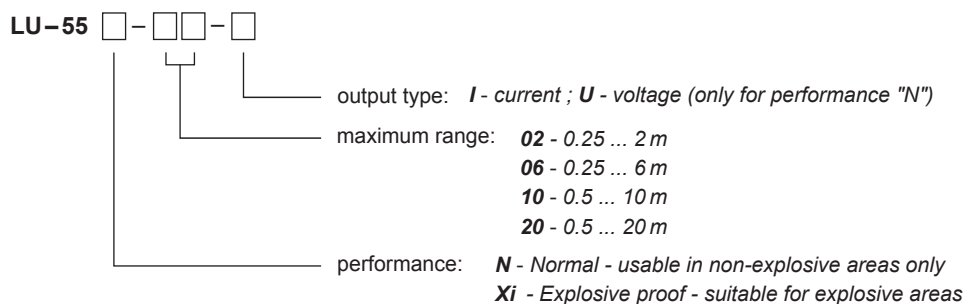 LU–55 □ – □□ – □
output type: I - current ; U - voltage (only for performance "N")
maximum range: 02 - 0.25 ... 2 m
06 - 0.25 ... 6 m
10 - 0.5 ... 10 m
20 - 0.5 ... 20 m
performance: N - Normal - usable in non-explosive areas only
Xi - Explosive proof - suitable for explosive areas